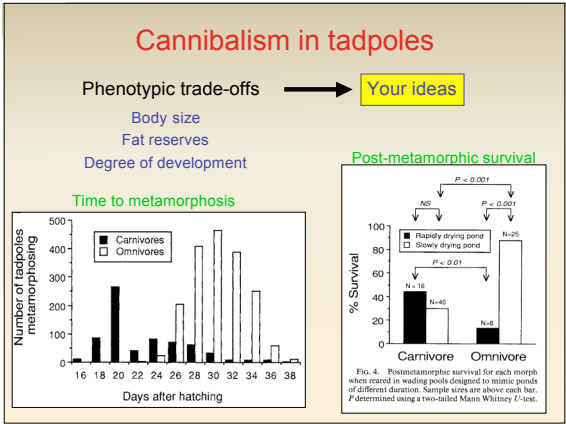 Cannibalism in tadpoles
Phenotypic trade-offs
Your ideas
Body size
Fat reserves
Degree of development
Time to metamorphosis
Number of tadpoles
metamorphosing
500
400
300
200
100
0
Carnivores
Omnivores
16 18 20 22 24 26 28 30 32 34 36 38
Days after hatching
Post-metamorphic survival
P < 0.001
NS
P < 0.001
% Survival
100
80
60
40
20
0
Rapidly drying pond
Slowly drying pond
N=25
P < 0.01
N = 16
N=40
N=8
Carnivore Omnivore
FIG. 4. Postmetamorphic survival for each morph
when reared in wading pools designed to mimic ponds
of different duration. Sample sizes are above each bar.
P determined using a two-tailed Mann Whitney U-test.